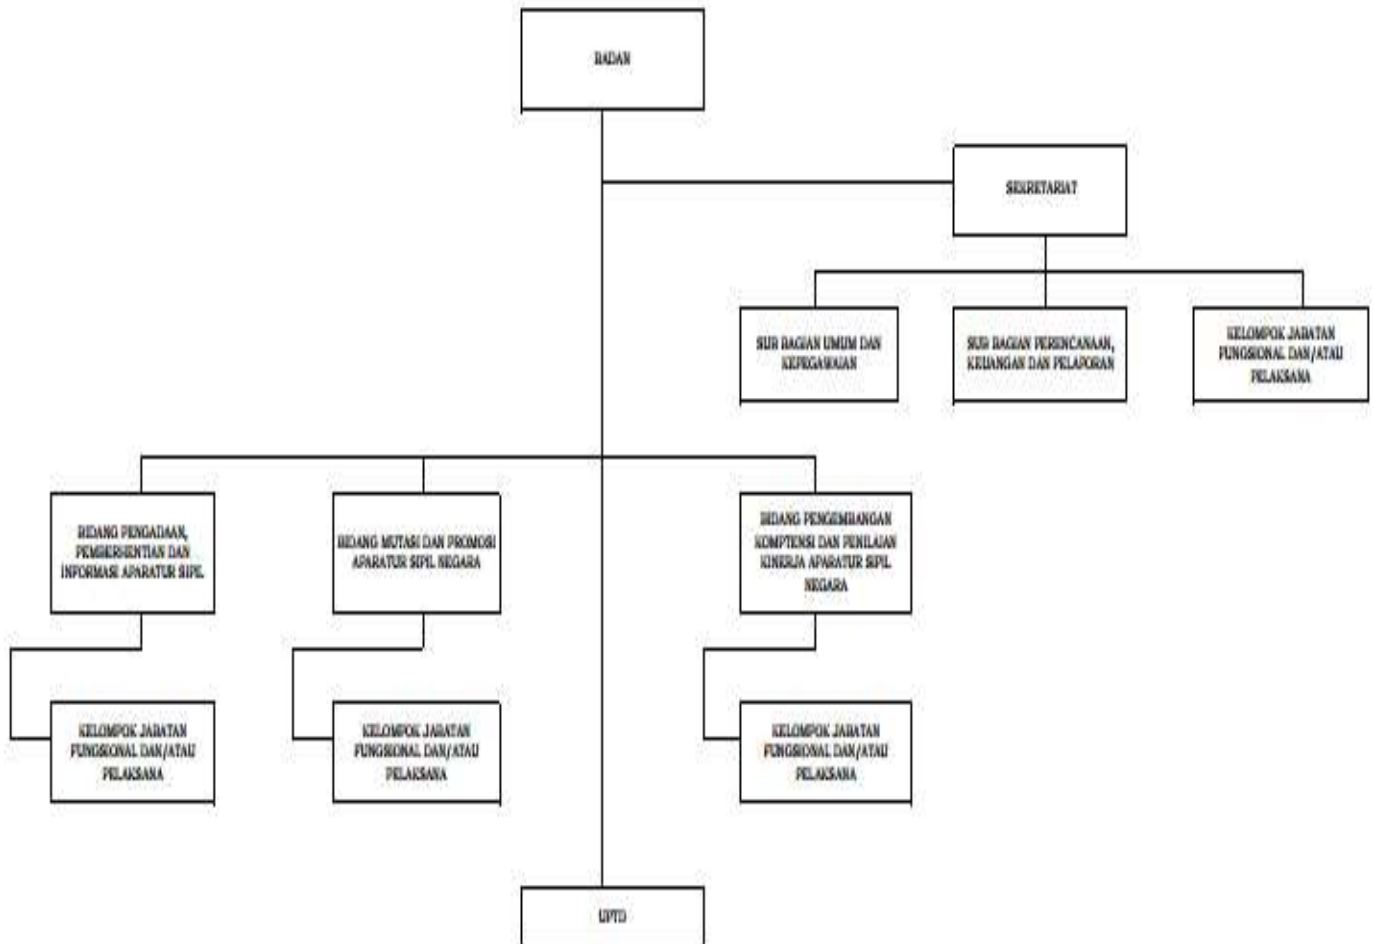 BADAN
SEKRETARIAT
SUB BAGIAN UMUM DAN
KEPEGAWAIAN
SUB BAGIAN PERENCANAAN,
KEUANGAN DAN PELAPORAN
KELOMPOK JABATAN
FUNGSIONAL DAN/ATAU
PELAKSANA
BIDANG PENGADAAN,
PEMBERHENTIAN DAN
INFORMASI APARATUR SIPIL
BIDANG MUTASI DAN PROMOSI
APARATUR SIPIL NEGARA
BIDANG PENGEMBANGAN
KOMPTENSI DAN PENILAIAN
KINERJA APARATUR SIPIL
NEGARA
KELOMPOK JABATAN
FUNGSIONAL DAN/ATAU
PELAKSANA
KELOMPOK JABATAN
FUNGSIONAL DAN/ATAU
PELAKSANA
KELOMPOK JABATAN
FUNGSIONAL DAN/ATAU
PELAKSANA
UPTD